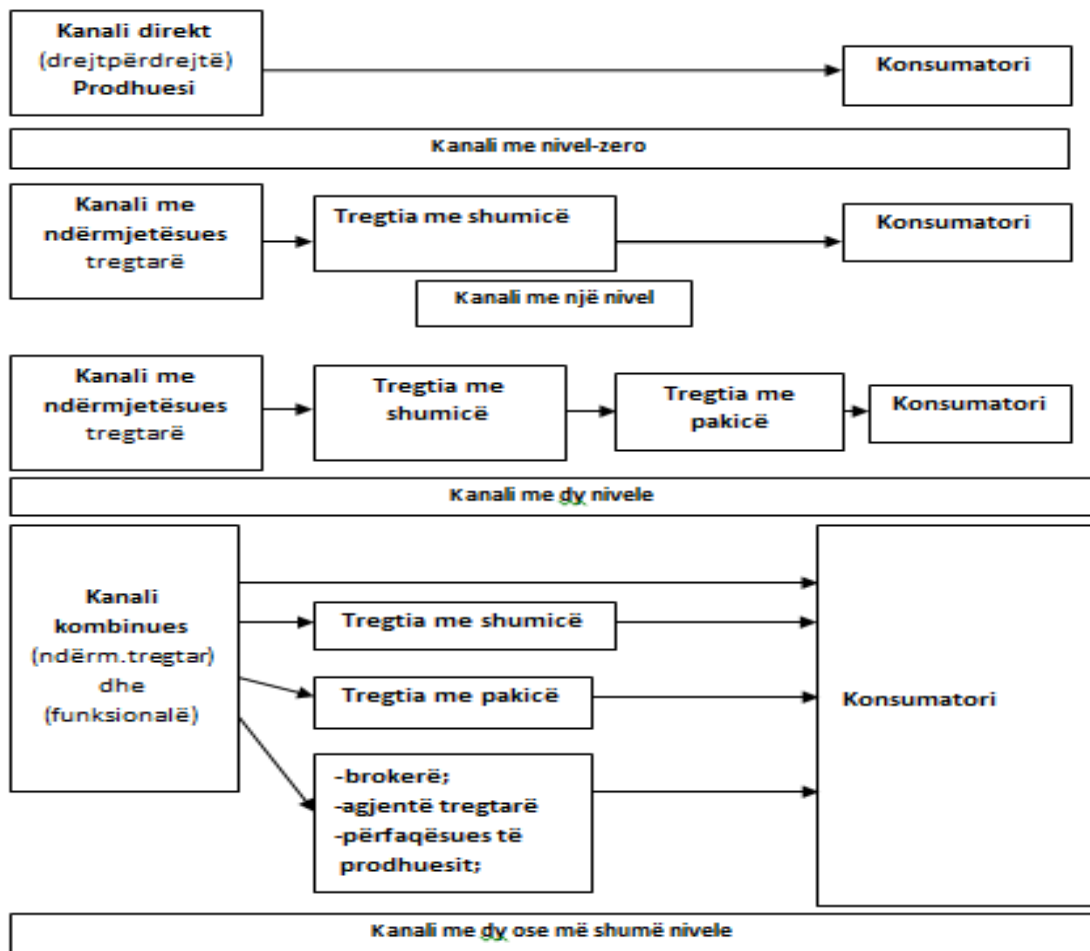 Kanali direkt
(drejtpërdrejtë)
Prodhuesi
Konsumatori
Kanali me nivel-zero
Kanali me
ndërmjetësues
tregtarë
Tregtia me shumicë
Konsumatori
Kanali me një nivel
Kanali me
ndërmjetësues
tregtarë
Tregtia me
shumicë
Tregtia me
pakicë
Konsumatori
Kanali me dy nivele
Kanali
kombinues
(ndërm.tregtar)
dhe
(funksionalë)
Tregtia me shumicë
Tregtia me pakicë
-brokerë;
-agjentë tregtarë
-përfaqësues të
prodhuesit;
Konsumatori
Kanali me dy ose më shumë nivele